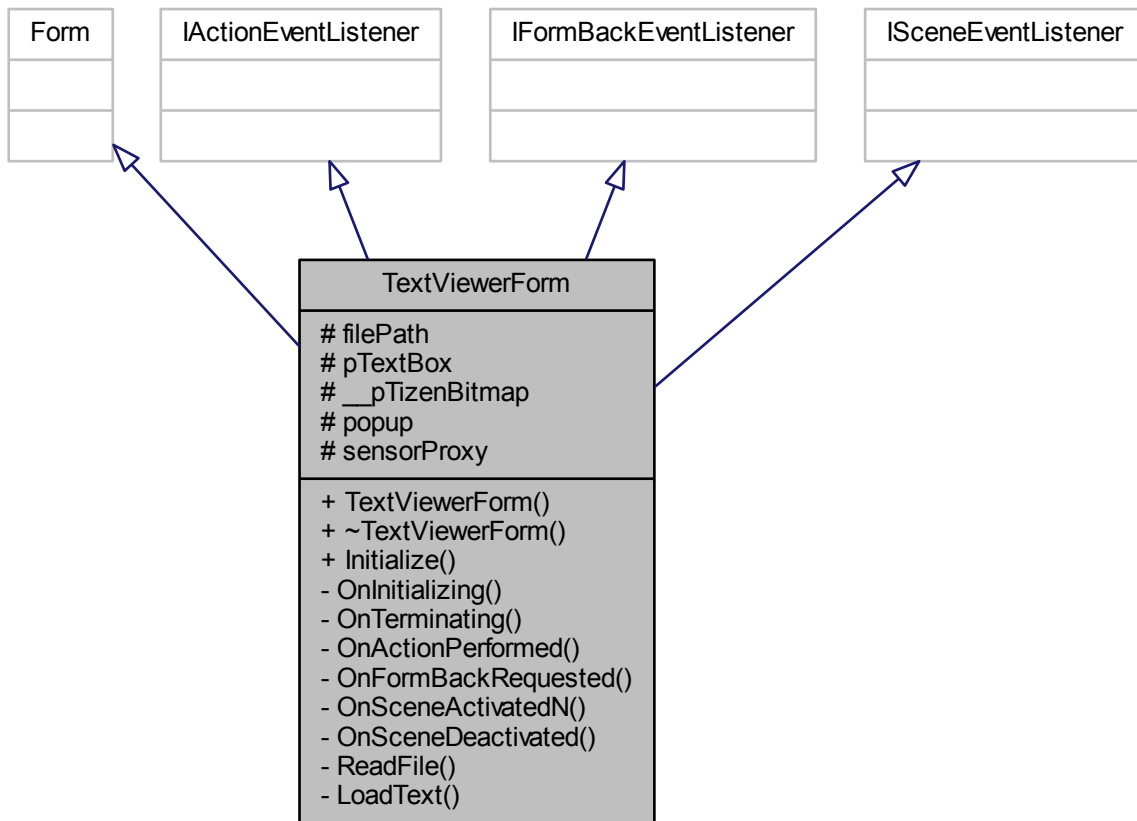 Form
IActionEventListener
IFormBackEventListener
ISceneEventListener
TextViewerForm
# filePath
# pTextBox
# __pTizenBitmap
# popup
# sensorProxy
+ TextViewerForm()
+ ~TextViewerForm()
+ Initialize()
- OnInitializing()
- OnTerminating()
- OnActionPerformed()
- OnFormBackRequested()
- OnSceneActivatedN()
- OnSceneDeactivated()
- ReadFile()
- LoadText()